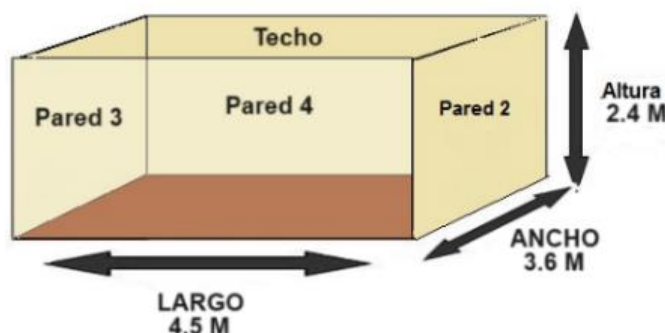 Techo
Pared 3
Pared 4
Pared 2
Altura
2.4 M
ANCHO
3.6 M
LARGO
4.5 M